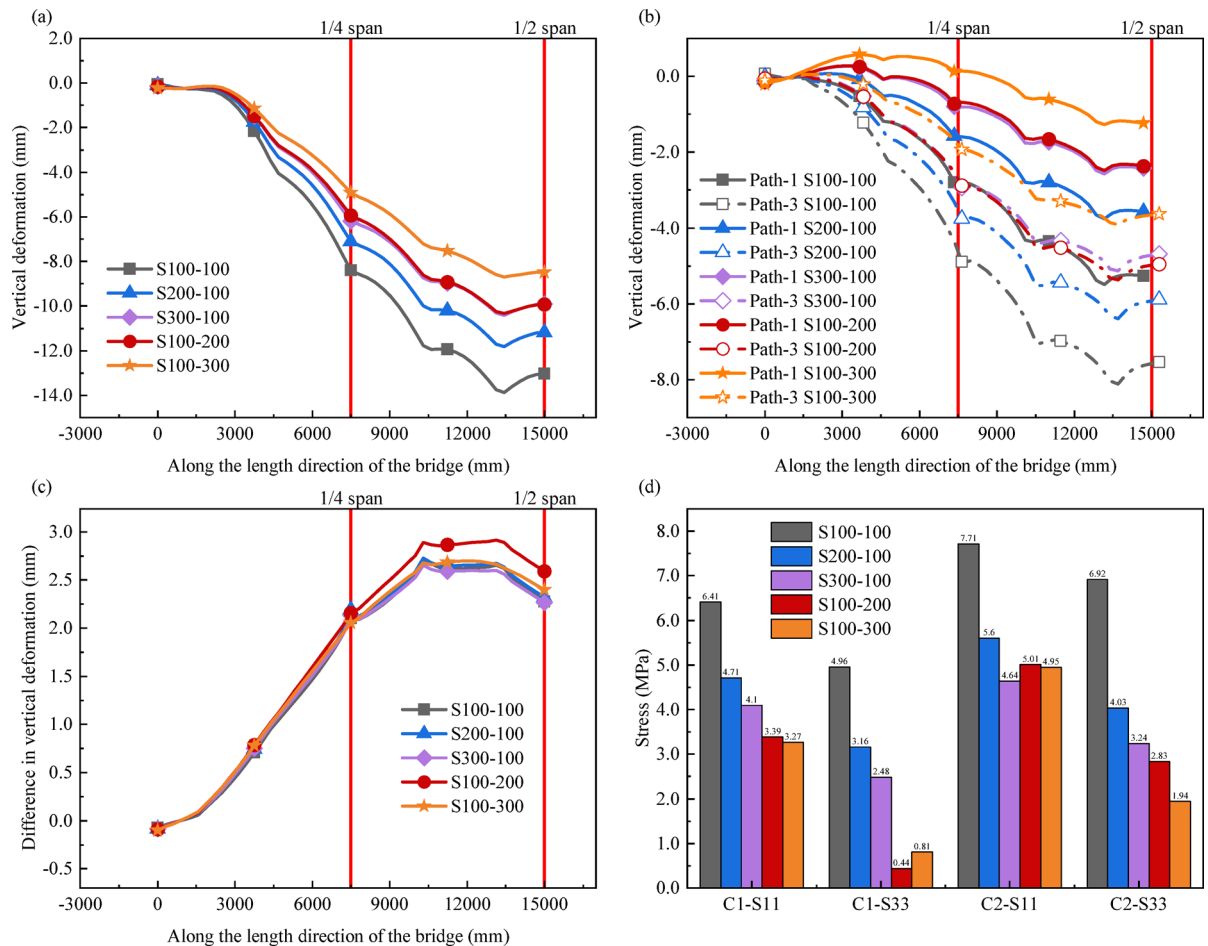 (a)
1/4 span
1/2 span
2.0
0.0
-2.0
-4.0
-6.0
-8.0
-10.0
-12.0
-14.0
Vertical deformation (mm)
S100-100
S200-100
S300-100
S100-200
S100-300
-3000
0
3000
6000
9000
12000
15000
Along the length direction of the bridge (mm)
(b)
1/4 span
1/2 span
0.0
-2.0
-4.0
-6.0
-8.0
Vertical deformation (mm)
Path-1 S100-100
Path-3 S100-100
Path-1 S200-100
Path-3 S200-100
Path-1 S300-100
Path-3 S300-100
Path-1 S100-200
Path-3 S100-200
Path-1 S100-300
Path-3 S100-300
-3000
0
3000
6000
9000
12000
15000
Along the length direction of the bridge (mm)
(c)
1/4 span
1/2 span
3.0
2.5
2.0
1.5
1.0
0.5
0.0
-0.5
Difference in vertical deformation (mm)
S100-100
S200-100
S300-100
S100-200
S100-300
-3000
0
3000
6000
9000
12000
15000
Along the length direction of the bridge (mm)
(d)
8.0
7.0
6.0
5.0
4.0
3.0
2.0
1.0
0.0
Stress (MPa)
S100-100
S200-100
S300-100
S100-200
S100-300
6.41
4.71
4.1
3.39
3.27
4.96
3.16
2.48
0.44
0.81
7.71
5.6
4.64
5.01
4.95
6.92
4.03
3.24
2.83
1.94
C1-S11
C1-S33
C2-S11
C2-S33